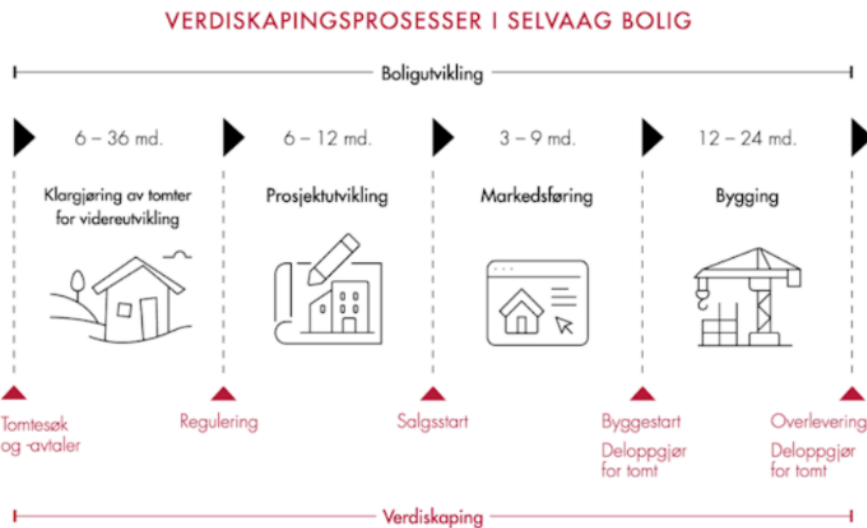 VERDISKAPINGSPROSESSER I SELVAAG BOLIG
Boligutvikling
6 – 36 md.
6 – 12 md.
3 – 9 md.
12 – 24 md.
Klargjøring av tomter
for videreutvikling
Prosjektutvikling
Markedsføring
Bygging
Tomtesøk
og -avtaler
Regulering
Salgsstart
Byggestart
Deloppgjør
for tomt
Overlevering
Deloppgjør
for tomt
Verdiskaping